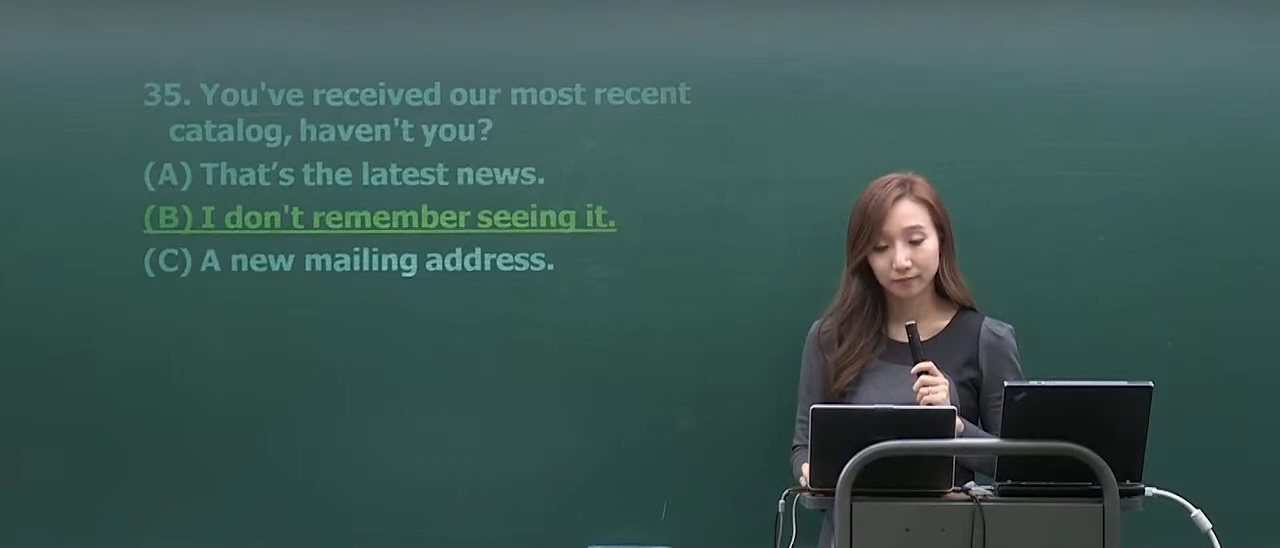 35. You've received our most recent
catalog, haven't you?
(A) That’s the latest news.
(B) I don't remember seeing it.
(C) A new mailing address.